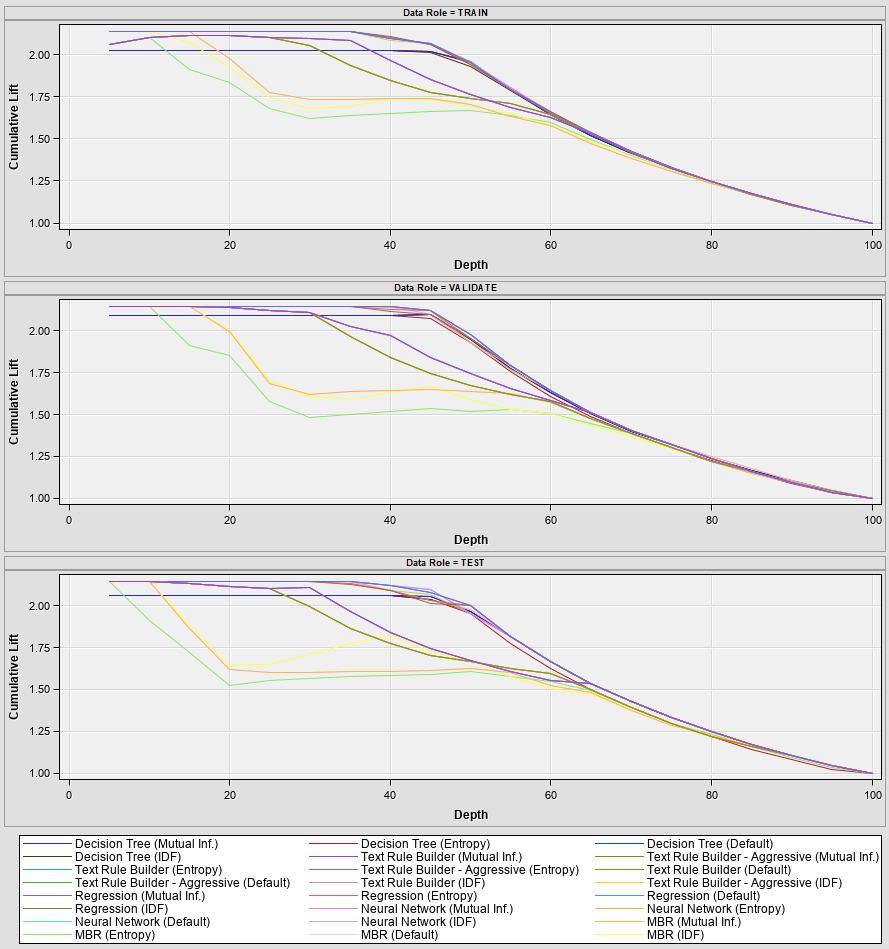 Data Role = TRAIN
Cumulative Lift
2.00
1.75
1.50
1.25
1.00
0 20 40 60 80 100
Depth
Data Role = VALIDATE
Cumulative Lift
2.00
1.75
1.50
1.25
1.00
0 20 40 60 80 100
Depth
Data Role = TEST
Cumulative Lift
2.00
1.75
1.50
1.25
1.00
0 20 40 60 80 100
Depth
Decision Tree (Mutual Inf.) Decision Tree (Entropy) Decision Tree (Default)
Decision Tree (IDF) Text Rule Builder (Mutual Inf.) Text Rule Builder - Aggressive (Mutual Inf.)
Text Rule Builder (Entropy) Text Rule Builder - Aggressive (Entropy) Text Rule Builder (Default)
Text Rule Builder - Aggressive (Default) Text Rule Builder (IDF) Text Rule Builder - Aggressive (IDF)
Regression (Mutual Inf.) Regression (Entropy) Regression (Default)
Regression (IDF) Neural Network (Mutual Inf.) Neural Network (Entropy)
Neural Network (Default) Neural Network (IDF) MBR (Mutual Inf.)
MBR (Entropy) MBR (Default) MBR (IDF)